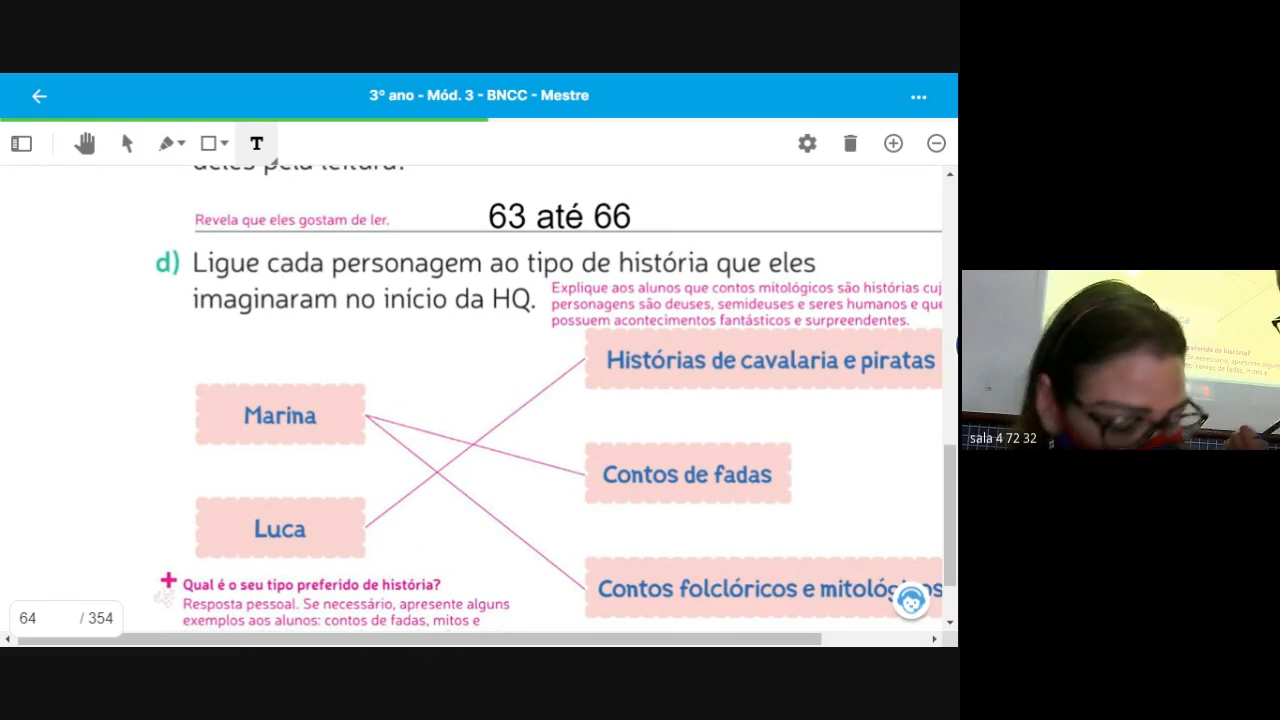 3º ano - Mód. 3 - BNCC - Mestre
T
deles pela leitura?
Revela que eles gostam de ler.
63 até 66
d) Ligue cada personagem ao tipo de história que eles
imaginaram no início da HQ.
Explique aos alunos que contos mitológicos são histórias cuj
personagens são deuses, semideuses e seres humanos e que
possuem acontecimentos fantásticos e surpreendentes.
Histórias de cavalaria e piratas
Marina
Contos de fadas
Luca
Contos folclóricos e mitológicos
+ Qual é o seu tipo preferido de história?
Resposta pessoal. Se necessário, apresente alguns
exemplos aos alunos: contos de fadas, mitos e
64 / 354
sala 4 72 32